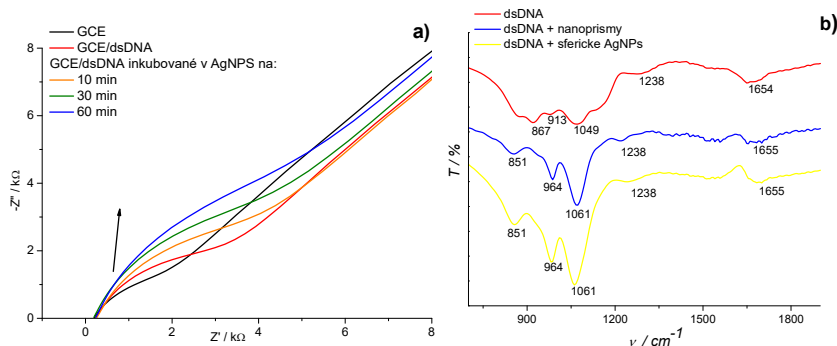 a)
GCE
GCE/dsDNA
GCE/dsDNA inkubované v AgNPS na:
10 min
30 min
60 min
-8
-6
-4
-2
0
0 2 4 6 8
-Z'' / kΩ
Z' / kΩ
b)
dsDNA
dsDNA + nanoprismy
dsDNA + sfericke AgNPs
1238
1654
913
867
1049
1238
851
1655
964
1061
1238
851
1655
964
1061
T / %
900 1200 1500 1800
ν / cm⁻¹